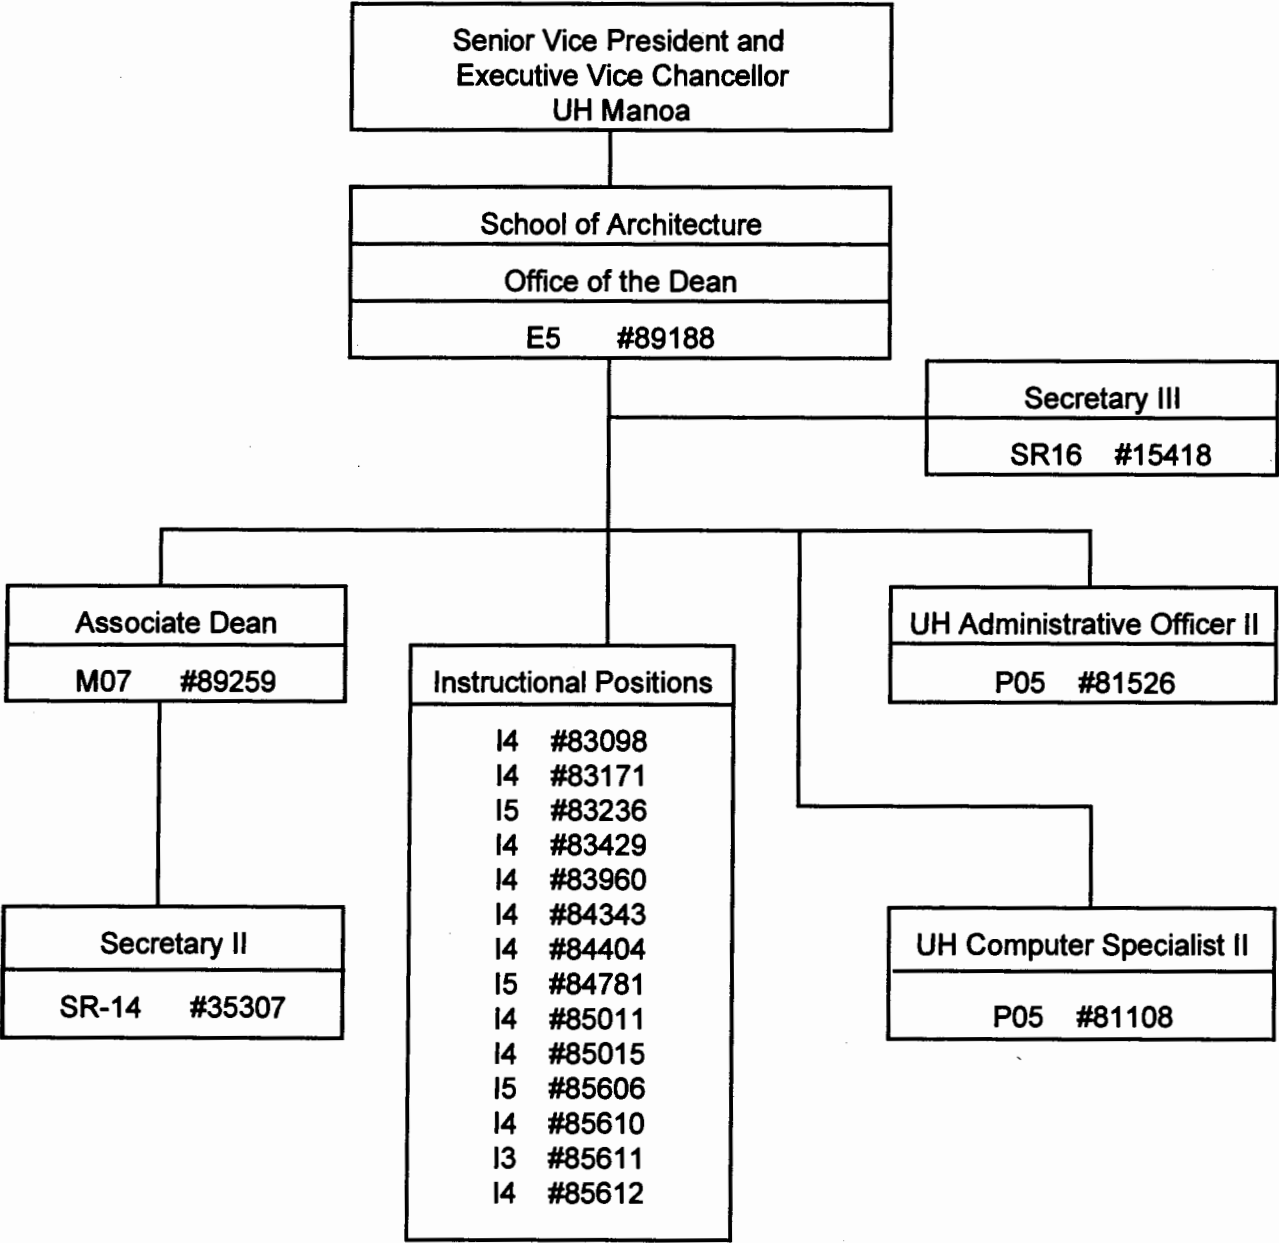 Senior Vice President and
Executive Vice Chancellor
UH Manoa
School of Architecture
Office of the Dean
E5 #89188
Secretary III
SR16 #15418
Associate Dean
M07 #89259
UH Administrative Officer II
P05 #81526
Instructional Positions
I4 #83098
I4 #83171
I5 #83236
I4 #83429
I4 #83960
I4 #84343
I4 #84404
I5 #84781
I4 #85011
I4 #85015
I5 #85606
I4 #85610
I3 #85611
I4 #85612
Secretary II
SR-14 #35307
UH Computer Specialist II
P05 #81108